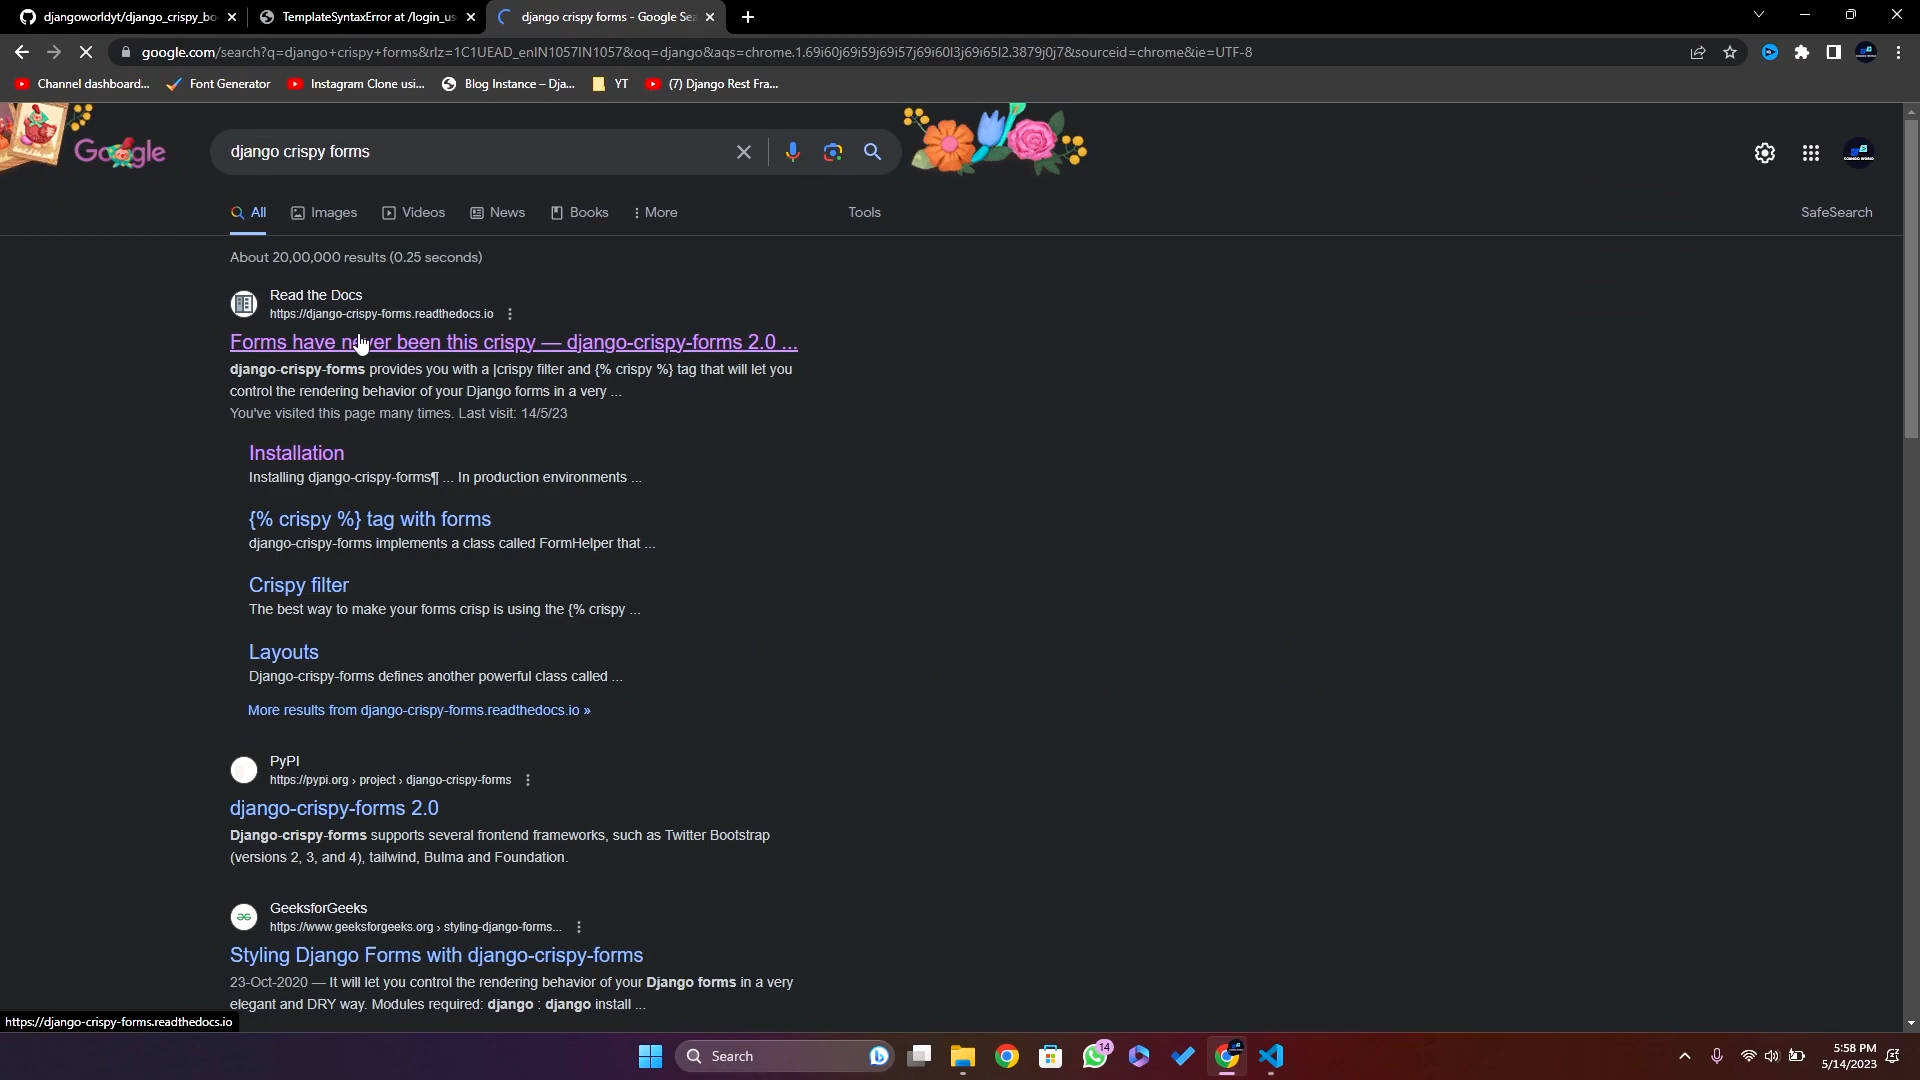 djangoworldyt/django_crispy_bo
TemplateSyntaxError at /login_us
django crispy forms - Google Sea
google.com/search?q=django+crispy+forms&rlz=1C1UEAD_enIN1057IN1057&oq=django&aqs=chrome.1.69i60j69i59j69i57j69i60l3j69i65l2.3879j0j7&sourceid=chrome&ie=UTF-8
Channel dashboard...
Font Generator
Instagram Clone usi...
Blog Instance – Dja...
YT
(7) Django Rest Fra...
Google
django crispy forms
All
Images
Videos
News
Books
More
Tools
SafeSearch
About 20,00,000 results (0.25 seconds)
Read the Docs
https://django-crispy-forms.readthedocs.io
Forms have never been this crispy — django-crispy-forms 2.0 ...
django-crispy-forms provides you with a |crispy filter and {% crispy %} tag that will let you
control the rendering behavior of your Django forms in a very ...
You've visited this page many times. Last visit: 14/5/23
Installation
Installing django-crispy-forms¶ ... In production environments ...
{% crispy %} tag with forms
django-crispy-forms implements a class called FormHelper that ...
Crispy filter
The best way to make your forms crisp is using the {% crispy ...
Layouts
Django-crispy-forms defines another powerful class called ...
More results from django-crispy-forms.readthedocs.io »
PyPI
https://pypi.org › project › django-crispy-forms
django-crispy-forms 2.0
Django-crispy-forms supports several frontend frameworks, such as Twitter Bootstrap
(versions 2, 3, and 4), tailwind, Bulma and Foundation.
GeeksforGeeks
https://www.geeksforgeeks.org › styling-django-forms...
Styling Django Forms with django-crispy-forms
23-Oct-2020 — It will let you control the rendering behavior of your Django forms in a very
elegant and DRY way. Modules required: django : django install ...
https://django-crispy-forms.readthedocs.io
Search
14
5:58 PM
5/14/2023